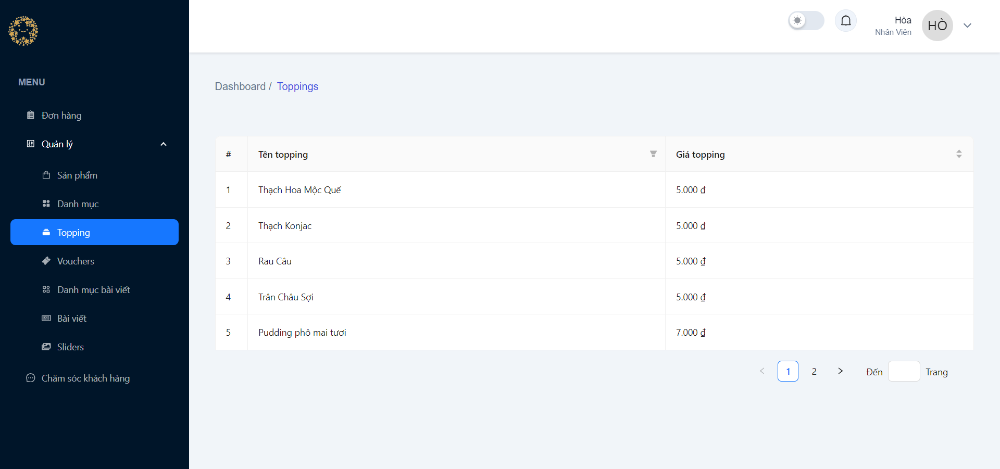 Hòa
Nhân Viên
HÒ
MENU
Đơn hàng
Quản lý
Sản phẩm
Danh mục
Topping
Vouchers
Danh mục bài viết
Bài viết
Sliders
Chăm sóc khách hàng
Dashboard / Toppings
# Tên topping Giá topping
1 Thạch Hoa Mộc Quế 5.000 ₫
2 Thạch Konjac 5.000 ₫
3 Rau Câu 5.000 ₫
4 Trân Châu Sợi 5.000 ₫
5 Pudding phô mai tươi 7.000 ₫
1 2 Đến Trang